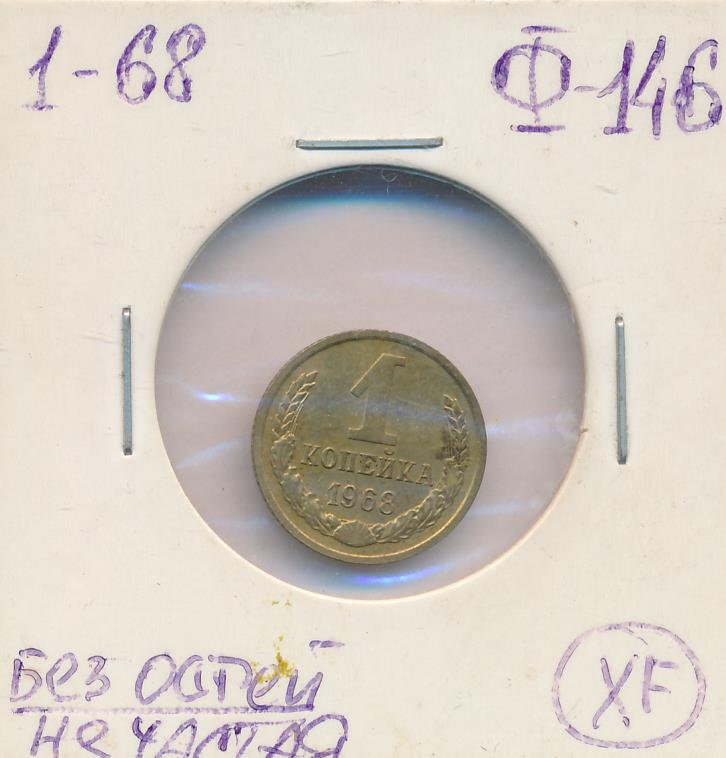 1-68 Ф-146
1
КОПЕЙКА
1968
БЕЗ ОСТЕЙ
НЕ ЧАСТАЯ
XF